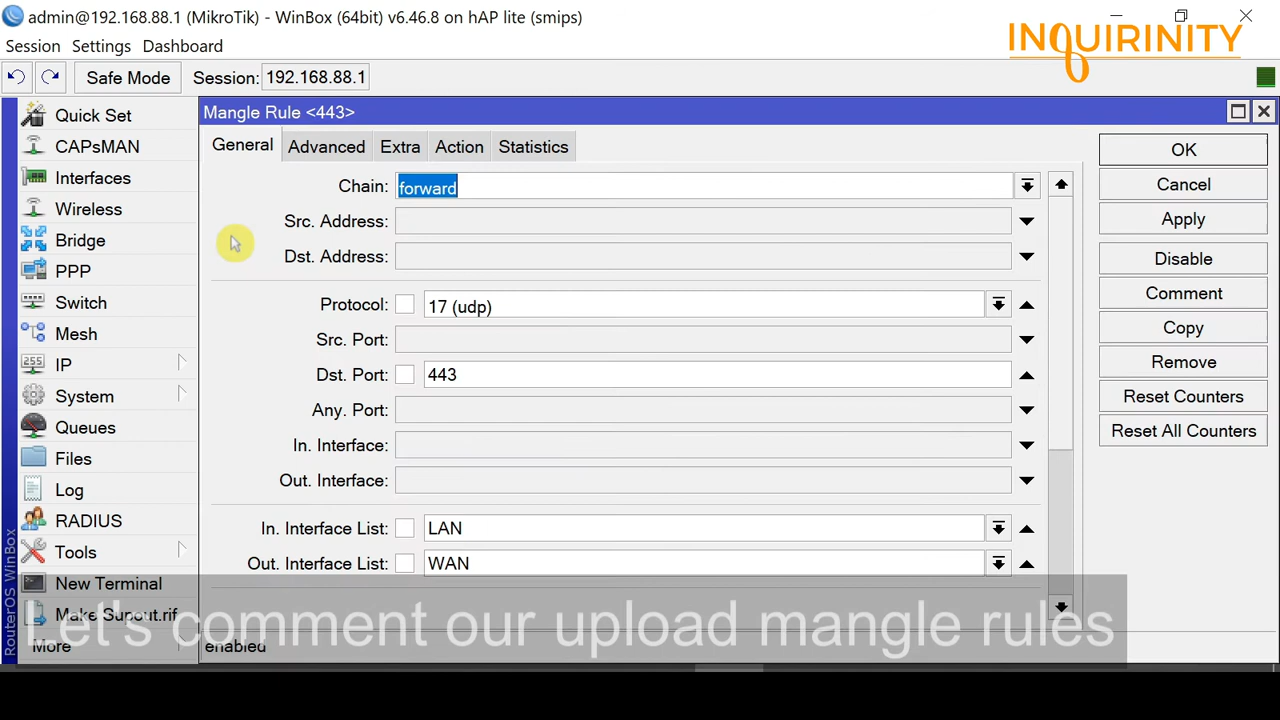 admin@192.168.88.1 (MikroTik) - WinBox (64bit) v6.46.8 on hAP lite (smips)
INQUIRINITY
Session Settings Dashboard
Safe Mode Session: 192.168.88.1
Quick Set
CAPsMAN
Interfaces
Wireless
Bridge
PPP
Switch
Mesh
255 IP
System
Queues
Files
Log
RADIUS
Tools
New Terminal
Make Supout.rif
More
RouterOS WinBox
Mangle Rule <443>
General Advanced Extra Action Statistics
Chain: forward
Src. Address:
Dst. Address:
Protocol: 17 (udp)
Src. Port:
Dst. Port: 443
Any. Port:
In. Interface:
Out. Interface:
In. Interface List: LAN
Out. Interface List: WAN
enabled
OK
Cancel
Apply
Disable
Comment
Copy
Remove
Reset Counters
Reset All Counters
Let's comment our upload mangle rules